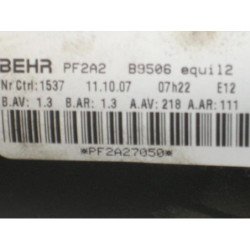 BEHR PF2A2 B9506 equil2
Nr Ctrl:1537 11.10.07 07h22 E12
B.AV: 1.3 B.AR: 1.3 A.AV: 218 A.AR: 111
*PF2A27050*